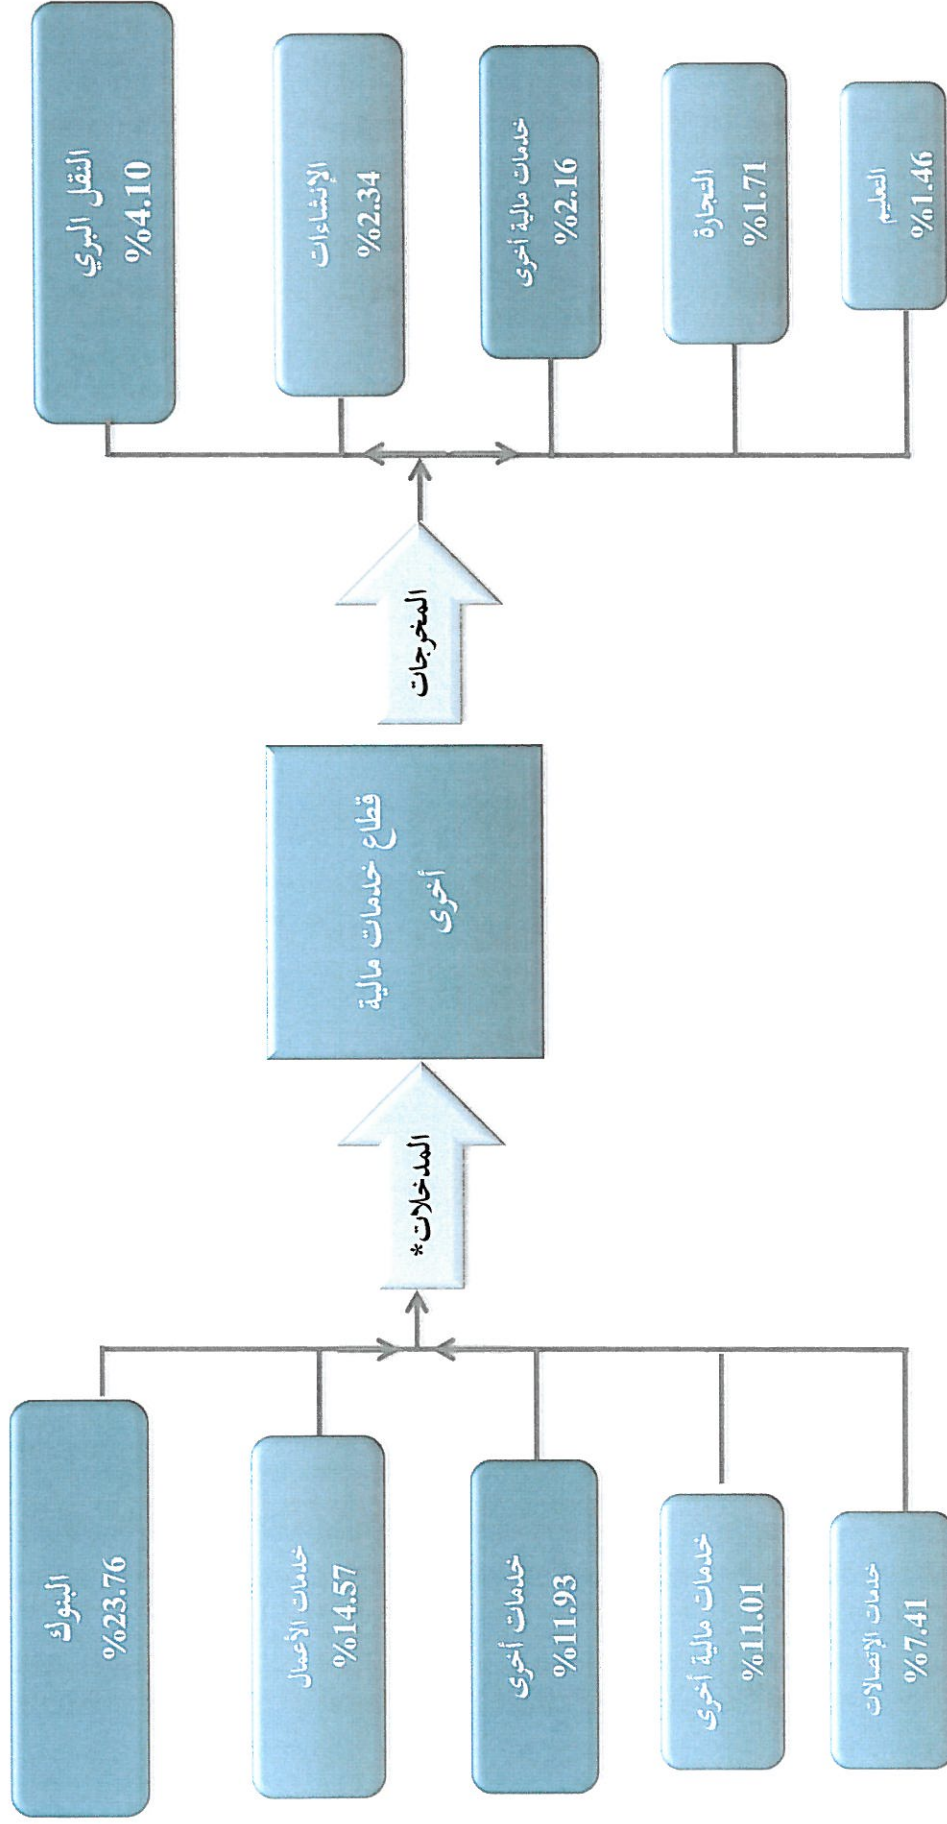 البنوك
%23.76
خدمات الأعمال
%14.57
خدمات أخرى
%11.93
خدمات مالية أخرى
%11.01
خدمات الإتصالات
%7.41
المدخلات*
قطاع خدمات مالية
أخرى
المخرجات
النقل البري
%4.10
الإنشاءات
%2.34
خدمات مالية أخرى
%2.16
التجارة
%1.71
التعليم
%1.46